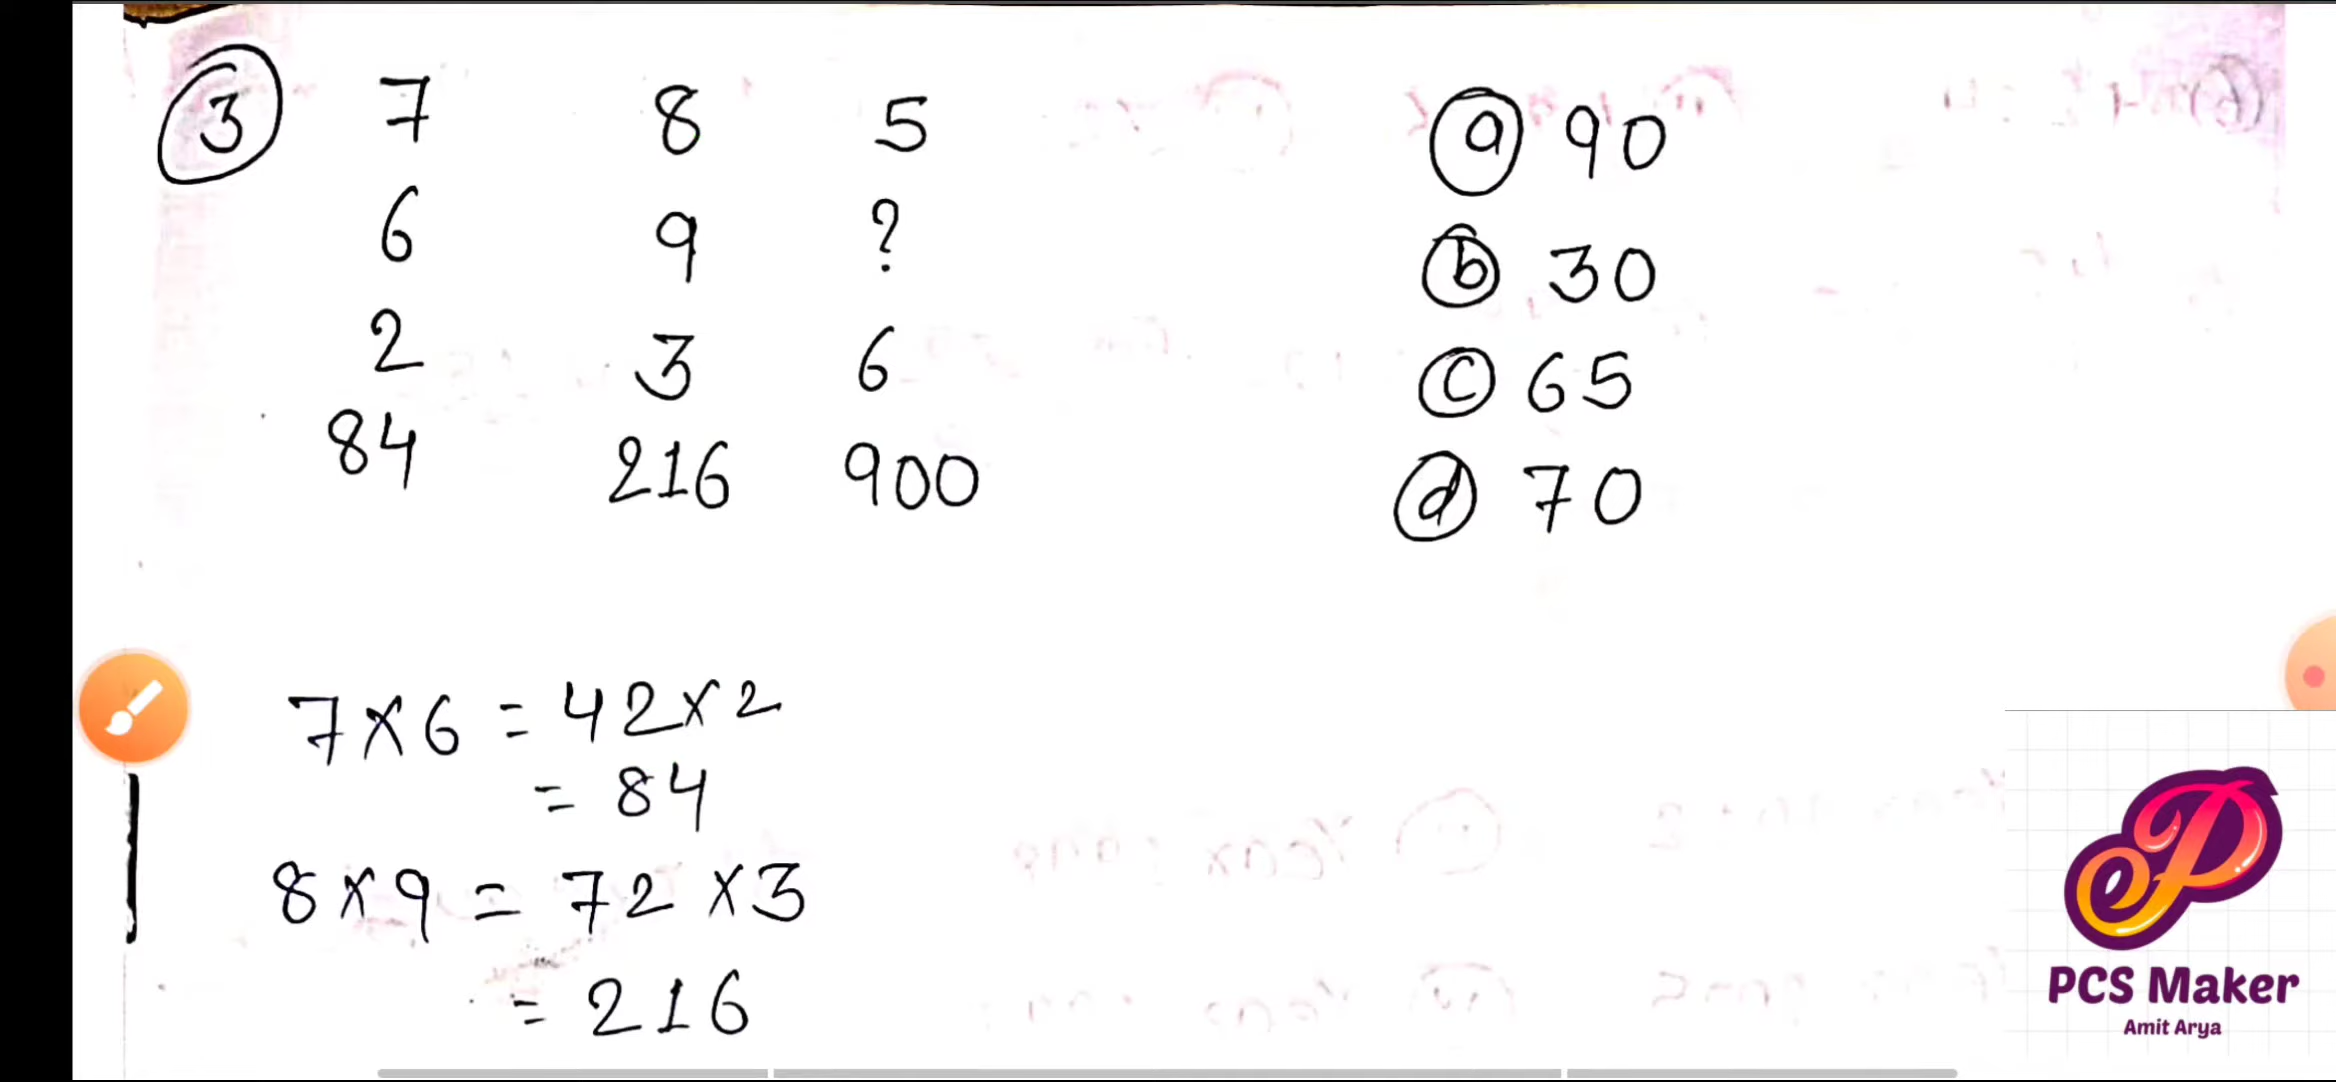 ③ 7 8 5
6 9 ?
2 3 6
84 216 900
ⓐ 90
ⓑ 30
ⓒ 65
ⓓ 70
7 × 6 = 42 × 2
= 84
8 × 9 = 72 × 3
= 216
PCS Maker
Amit Arya